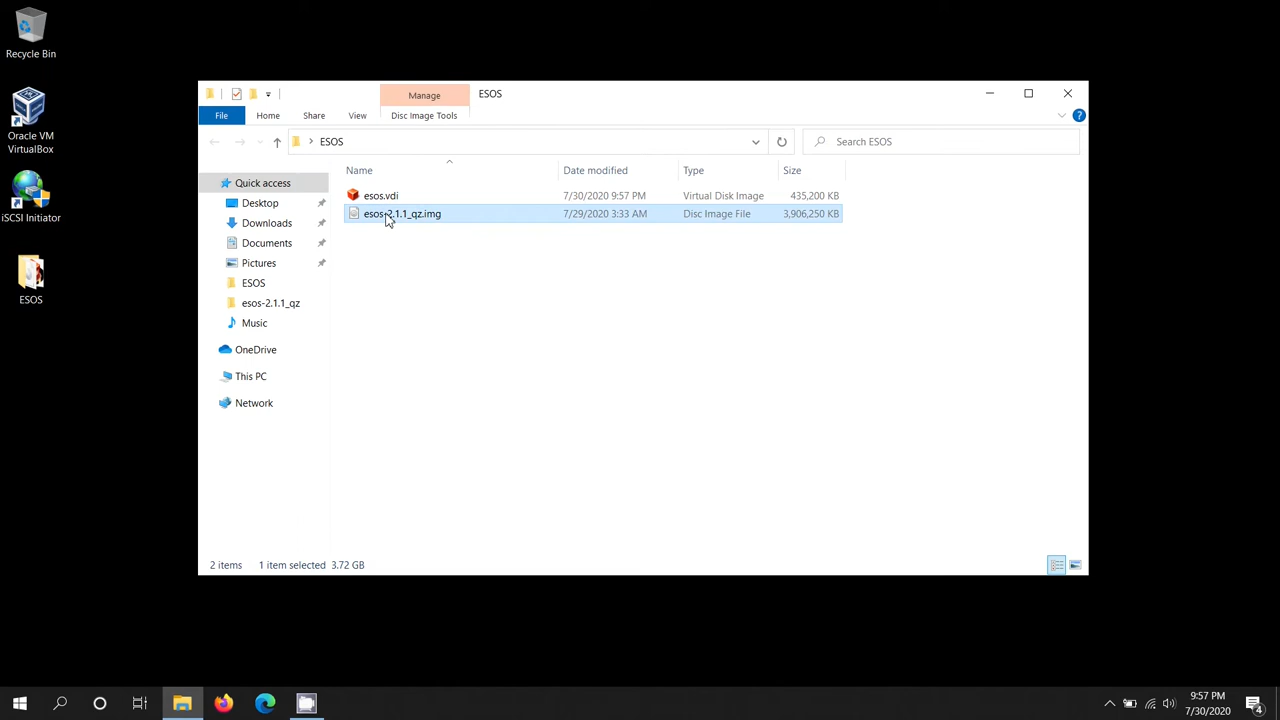 Recycle Bin
Oracle VM
VirtualBox
iSCSI Initiator
ESOS
Manage
ESOS
File
Home
Share
View
Disc Image Tools
ESOS
Search ESOS
Name
Date modified
Type
Size
Quick access
Desktop
Downloads
Documents
Pictures
ESOS
esos-2.1.1_qz
Music
OneDrive
This PC
Network
esos.vdi
7/30/2020 9:57 PM
Virtual Disk Image
435,200 KB
esos-2.1.1_qz.img
7/29/2020 3:33 AM
Disc Image File
3,906,250 KB
2 items
1 item selected 3.72 GB
9:57 PM
7/30/2020
4